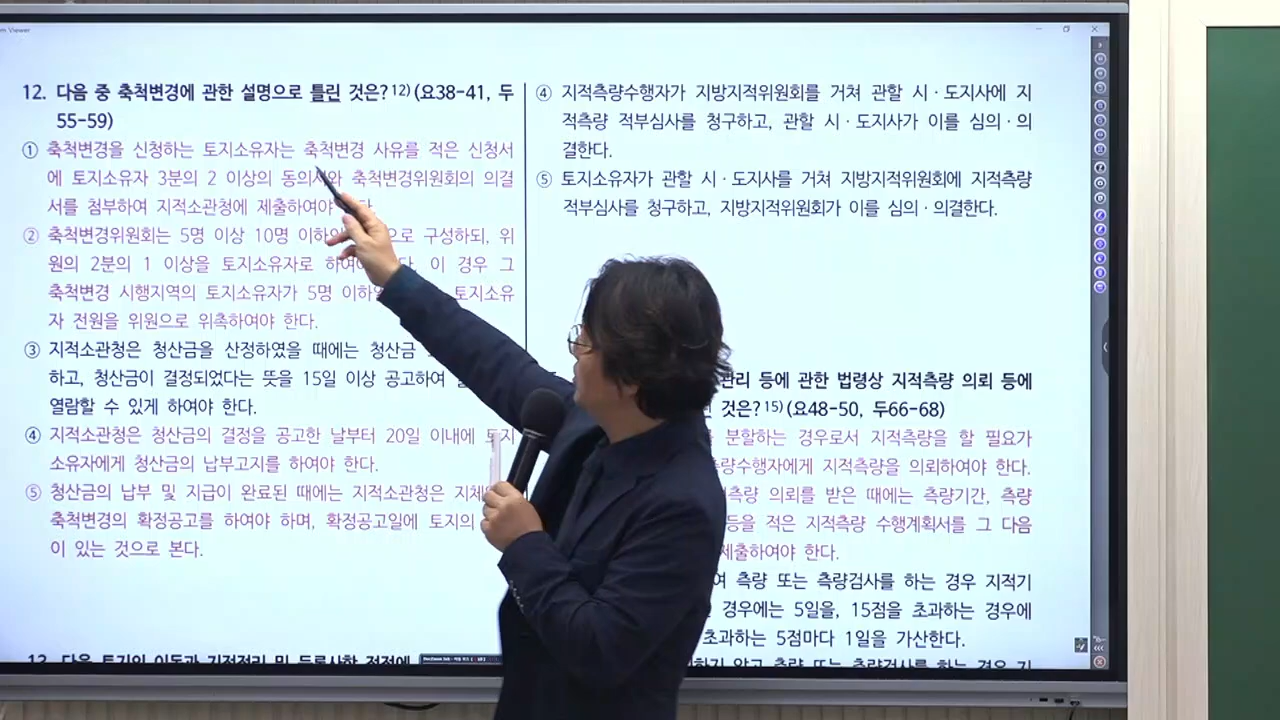 12. 다음 중 축척변경에 관한 설명으로 틀린 것은?12) (요38-41, 두
55-59)
① 축척변경을 신청하는 토지소유자는 축척변경 사유를 적은 신청서
에 토지소유자 3분의 2 이상의 축척변경위원회의 의결
서를 첨부하여 지적소관청에 제출하여야
② 축척변경위원회는 5명 이상 10명 구성하되, 위
원의 2분의 1 이상을 토지소유자로 이 경우 그
축척변경 시행지역의 토지소유자가 5명 토지소유
자 전원을 위원으로 위촉하여야 한다.
③ 지적소관청은 청산금을 산정하였을 때에는 청산금
하고, 청산금이 결정되었다는 뜻을 15일 이상 공고하여
열람할 수 있게 하여야 한다.
④ 지적소관청은 청산금의 결정을 공고한 날부터 20일 이내에 토지
소유자에게 청산금의 납부고지를 하여야 한다.
⑤ 청산금의 납부 및 지급이 완료된 때에는 지적소관청은
축척변경의 확정공고를 하여야 하며, 확정공고일에 토지의
이 있는 것으로 본다.
④ 지적측량수행자가 지방지적위원회를 거쳐 관할 시·도지사에 지
적측량 적부심사를 청구하고, 관할 시·도지사가 이를 심의·의
결한다.
⑤ 토지소유자가 관할 시·도지사를 거쳐 지방지적위원회에 지적측량
적부심사를 청구하고, 지방지적위원회가 이를 심의·의결한다.
관리 등에 관한 법령상 지적측량 의뢰 등에
것은?15) (요48-50, 두66-68)
분할하는 경우로서 지적측량을 할 필요가
지적측량을 의뢰하여야 한다.
의뢰를 받은 때에는 측량기간, 측량
등을 적은 지적측량 수행계획서를 그 다음
제출하여야 한다.
측량 또는 측량검사를 하는 경우 지적기
경우에는 5일을, 15점을 초과하는 경우에
초과하는 5점마다 1일을 가산한다.